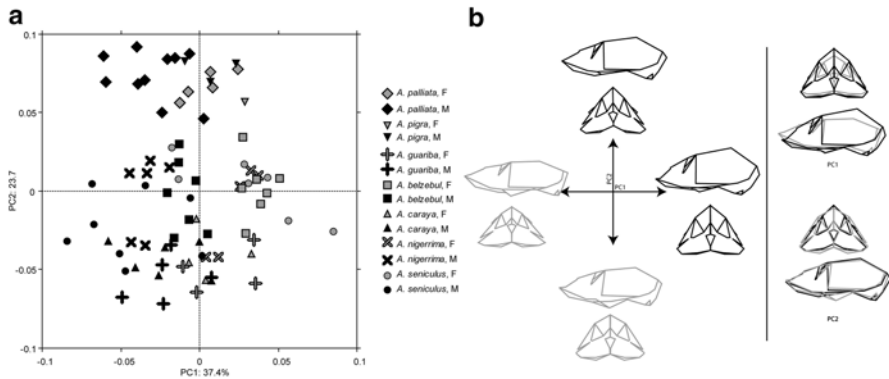 a
b
0.1
0.05
0
-0.05
-0.1
PC2: 23.7
-0.1
-0.05
0
0.05
0.1
PC1: 37.4%
A. palliata, F
A. palliata, M
A. pigra, F
A. pigra, M
A. guariba, F
A. guariba, M
A. belzebul, F
A. belzebul, M
A. caraya, F
A. caraya, M
A. nigerrima, F
A. nigerrima, M
A. seniculus, F
A. seniculus, M
PC2
PC1
PC1
PC2